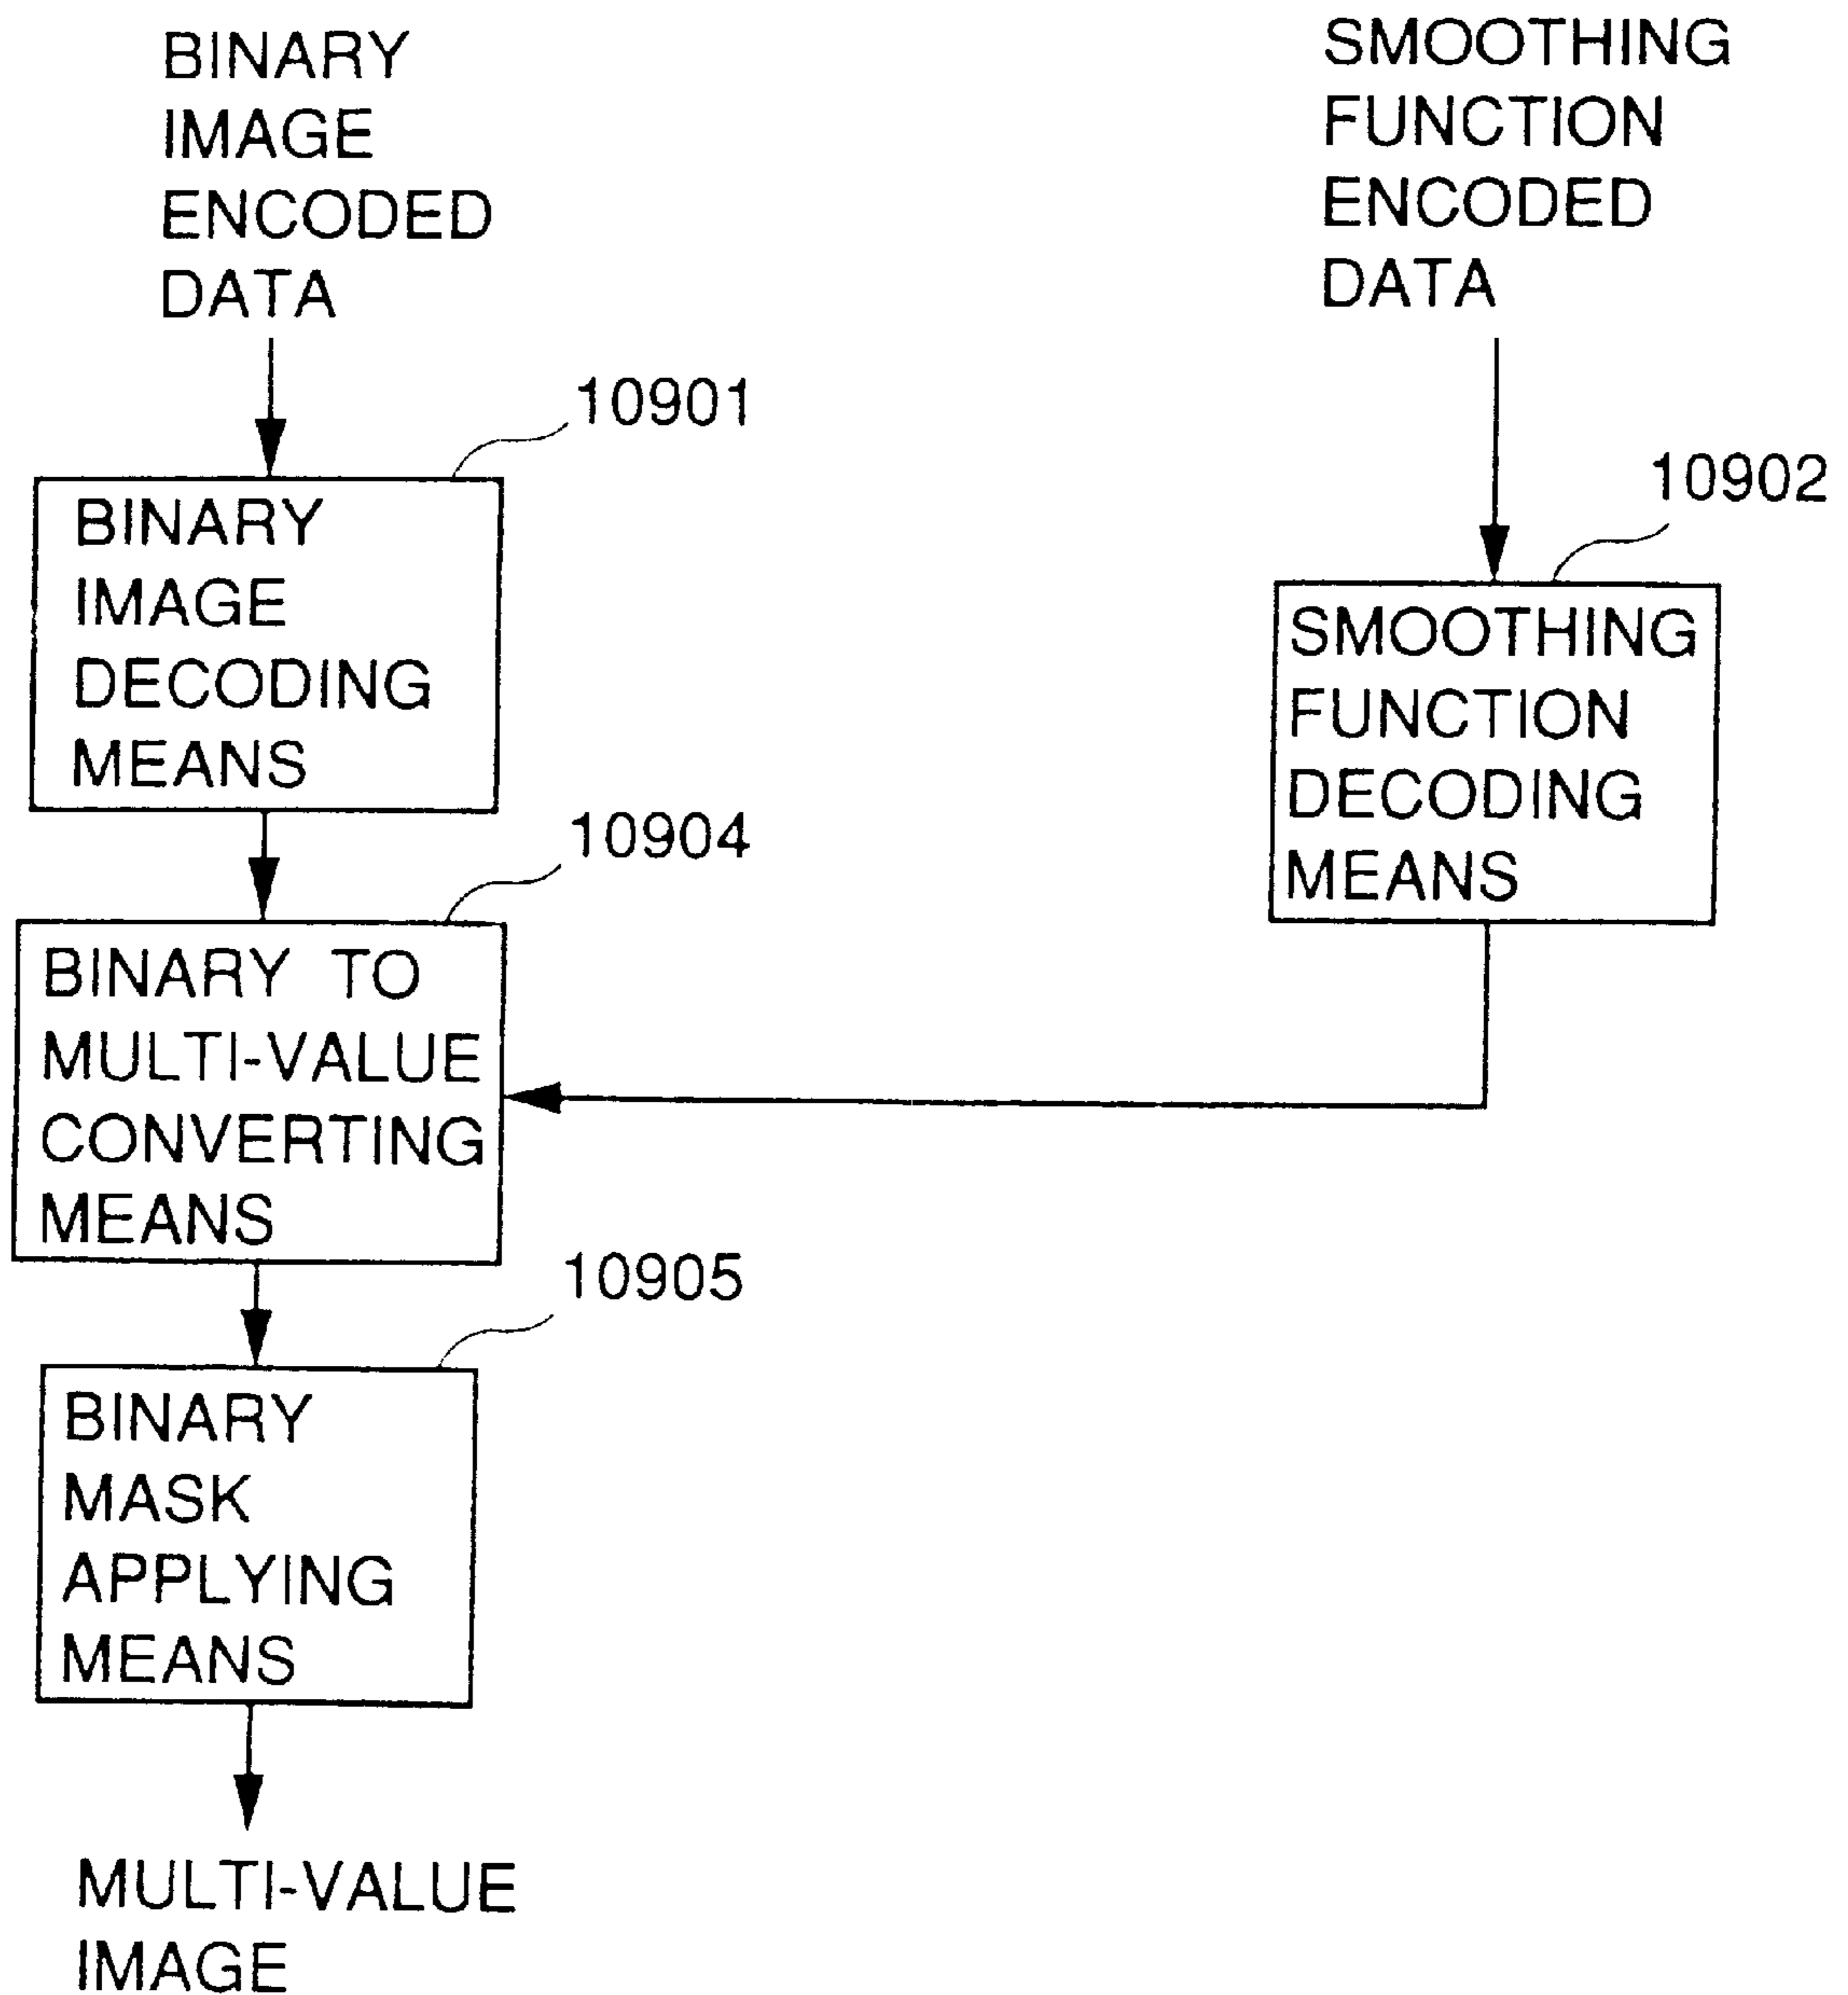 BINARY
IMAGE
ENCODED
DATA
SMOOTHING
FUNCTION
ENCODED
DATA
10901
BINARY
IMAGE
DECODING
MEANS
10902
SMOOTHING
FUNCTION
DECODING
MEANS
10904
BINARY TO
MULTI-VALUE
CONVERTING
MEANS
10905
BINARY
MASK
APPLYING
MEANS
MULTI-VALUE
IMAGE